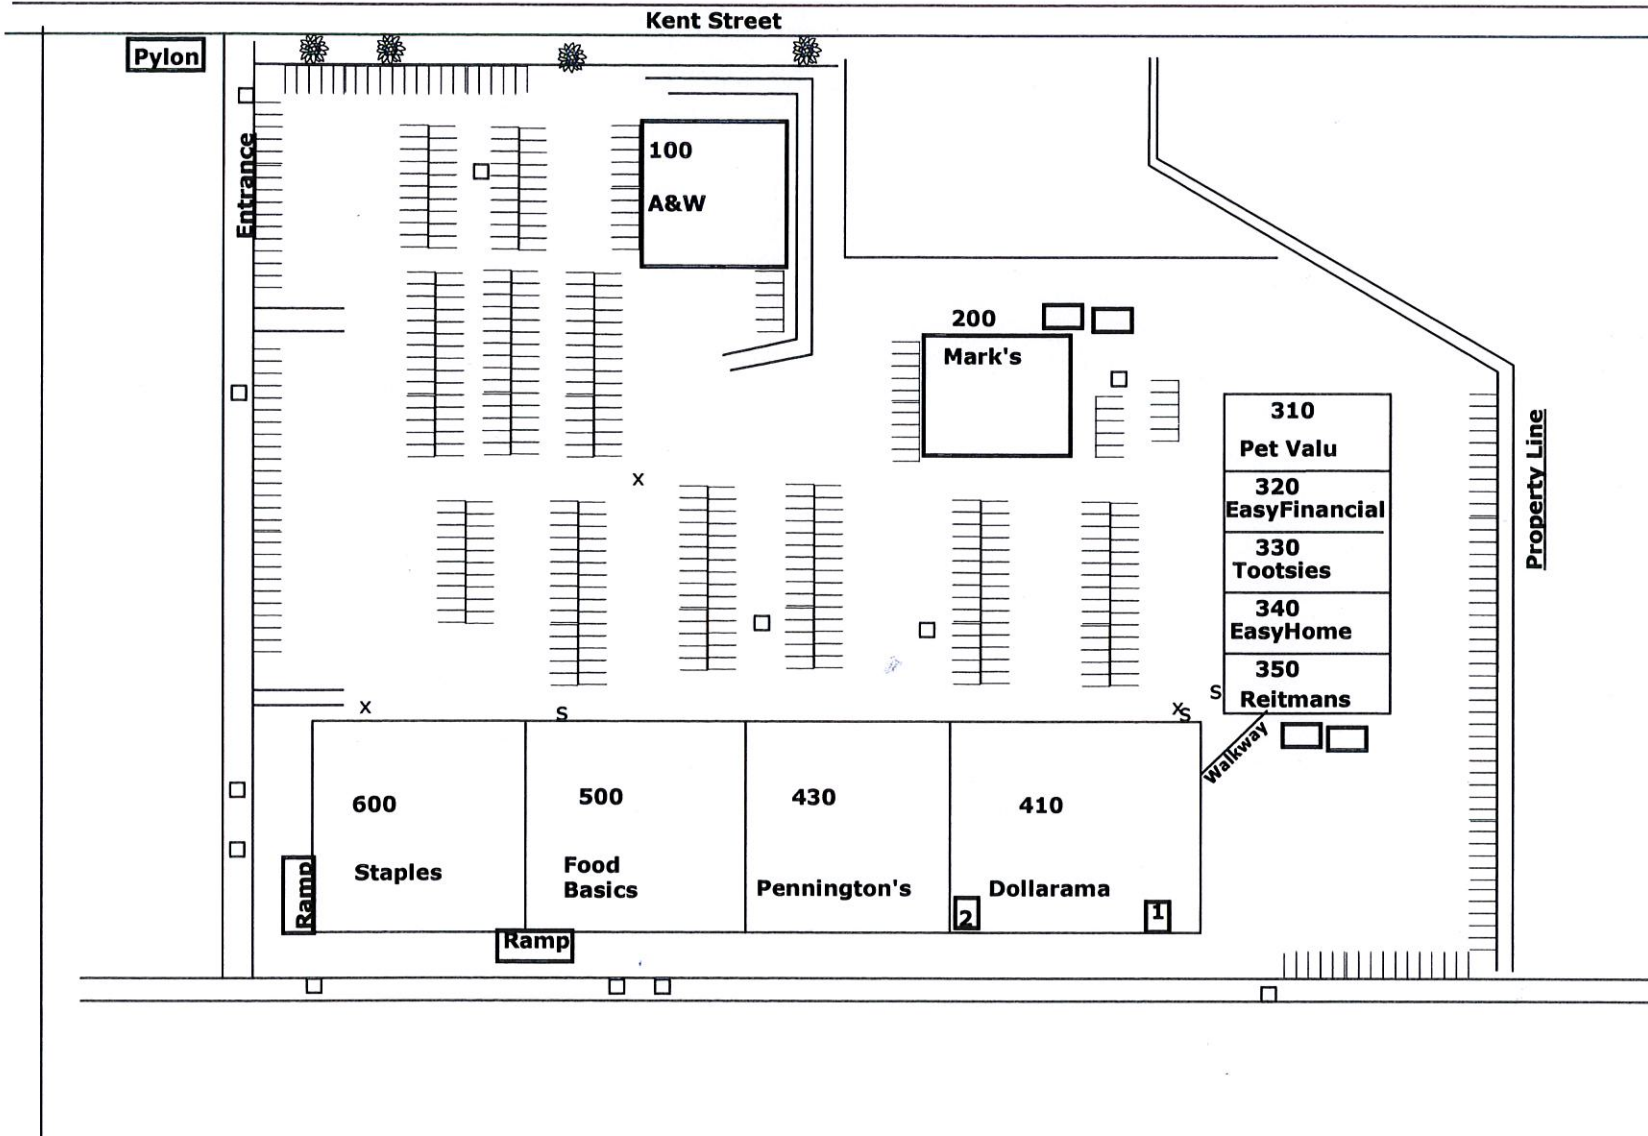 Kent Street
Pylon
Entrance
100
A&W
200
Mark's
310
Pet Valu
320
EasyFinancial
330
Tootsies
340
EasyHome
350
Reitmans
Property Line
x
x
S
x
S
S
Walkway
600
Staples
500
Food
Basics
430
Pennington's
410
Dollarama
2
1
Ramp
Ramp